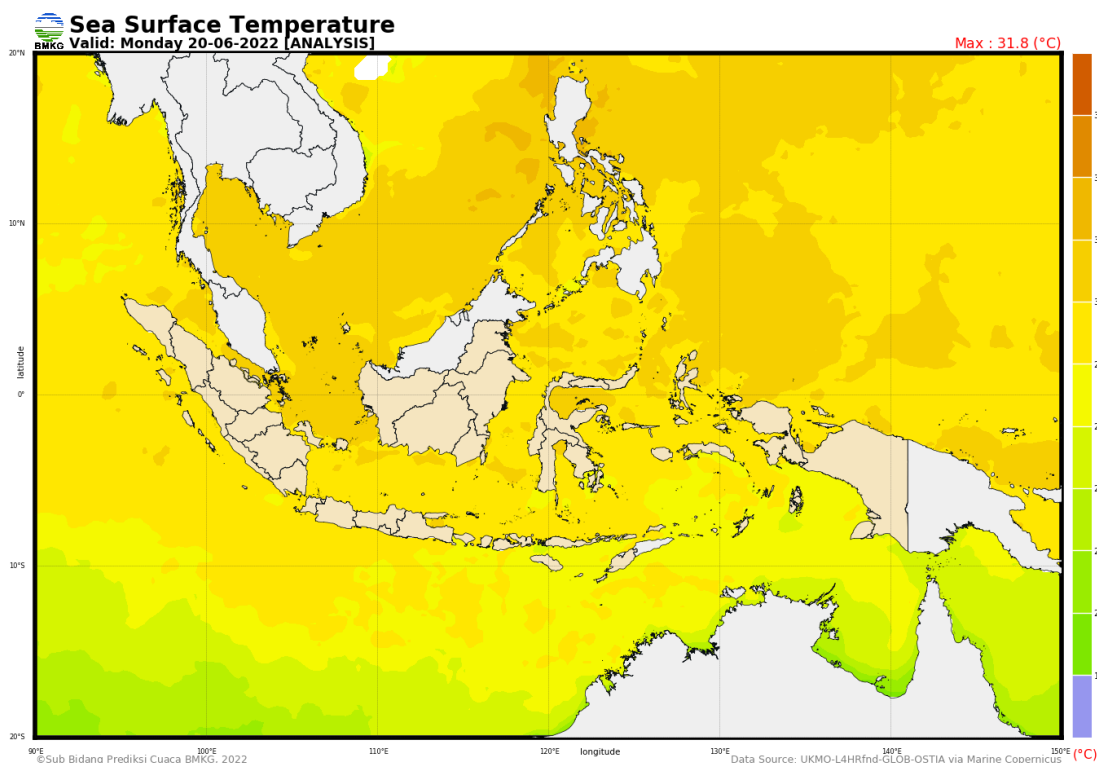 Sea Surface Temperature
BMKG
Valid: Monday 20-06-2022 [ANALYSIS]
Max : 31.8 (°C)
20°N
10°N
0°
10°S
20°S
latitude
90°E
100°E
110°E
120°E
longitude
130°E
140°E
150°E
(°C)
©Sub Bidang Prediksi Cuaca BMKG, 2022
Data Source: UKMO-L4HRfnd-GLOB-OSTIA via Marine Copernicus